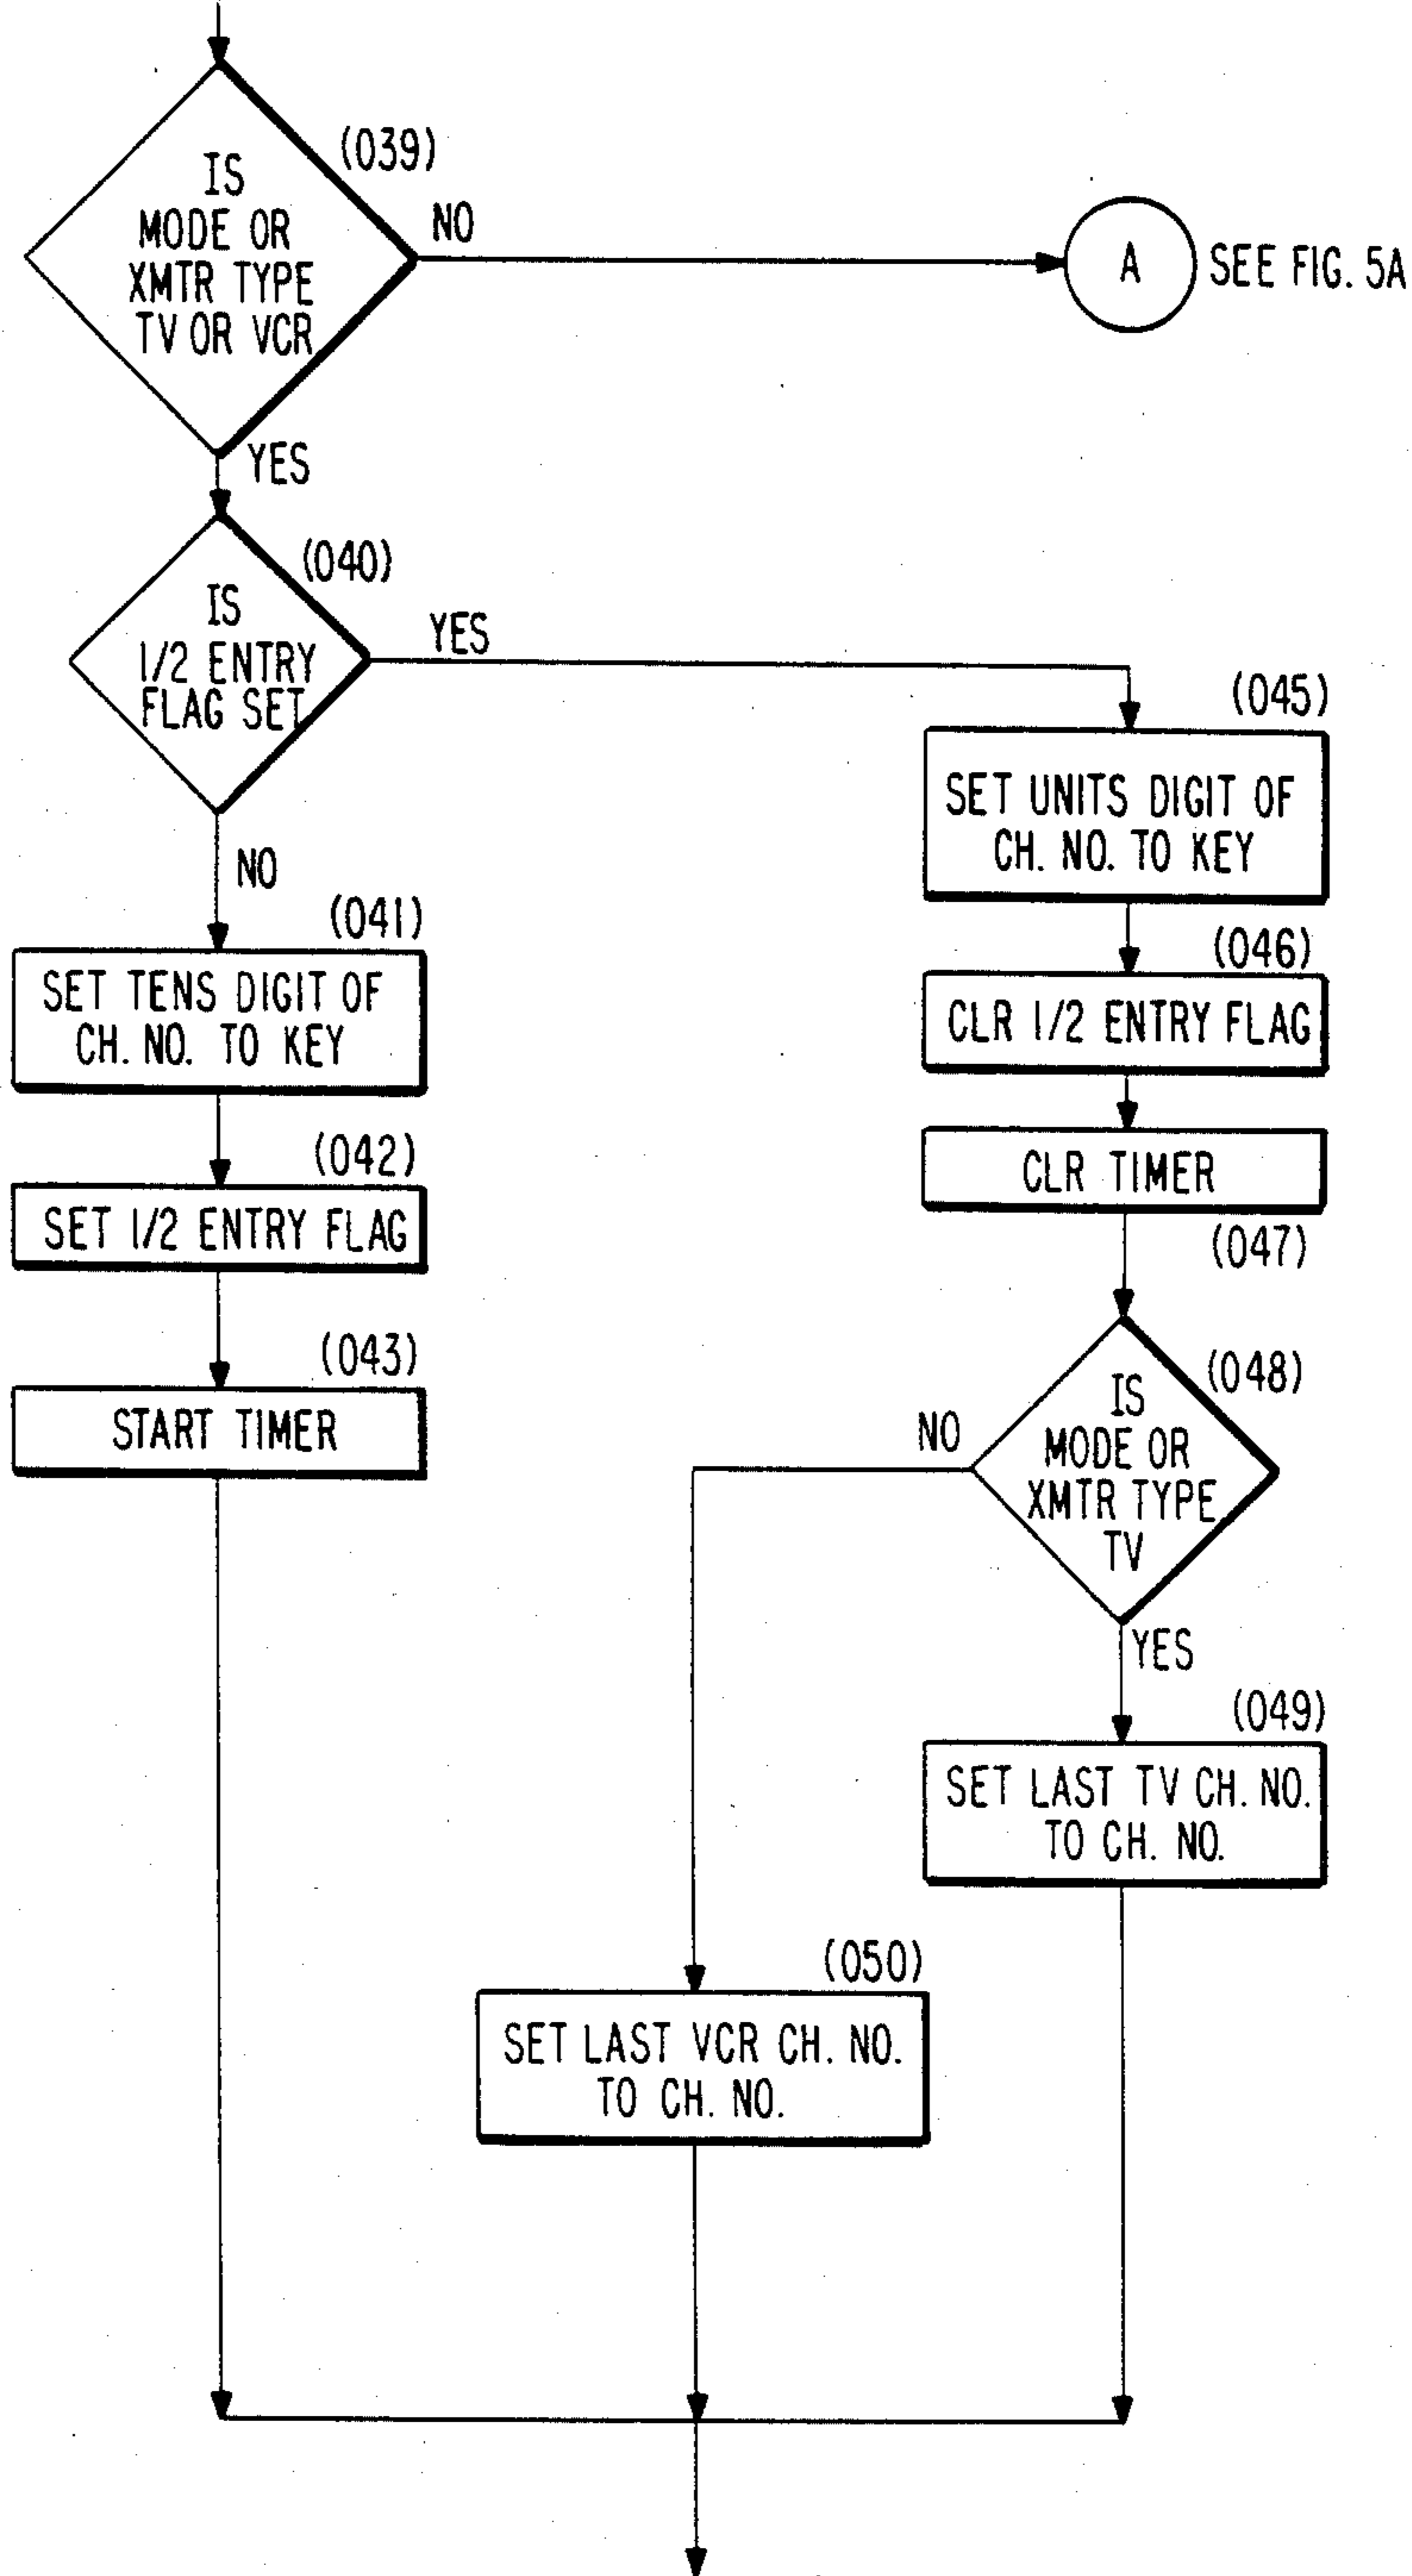 (039)
IS
MODE OR
XMTR TYPE
TV OR VCR
NO
A
SEE FIG. 5A
YES
(040)
IS
1/2 ENTRY
FLAG SET
YES
NO
(041)
SET TENS DIGIT OF
CH. NO. TO KEY
(042)
SET 1/2 ENTRY FLAG
(043)
START TIMER
(045)
SET UNITS DIGIT OF
CH. NO. TO KEY
(046)
CLR 1/2 ENTRY FLAG
CLR TIMER
(047)
(048)
IS
MODE OR
XMTR TYPE
TV
NO
YES
(049)
SET LAST TV CH. NO.
TO CH. NO.
(050)
SET LAST VCR CH. NO.
TO CH. NO.